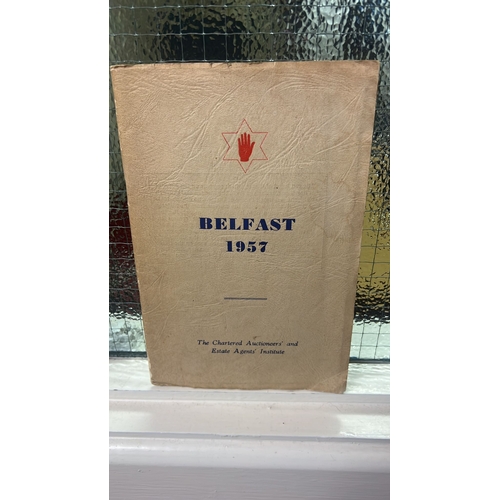 BELFAST
1957
The Chartered Auctioneers' and
Estate Agents' Institute